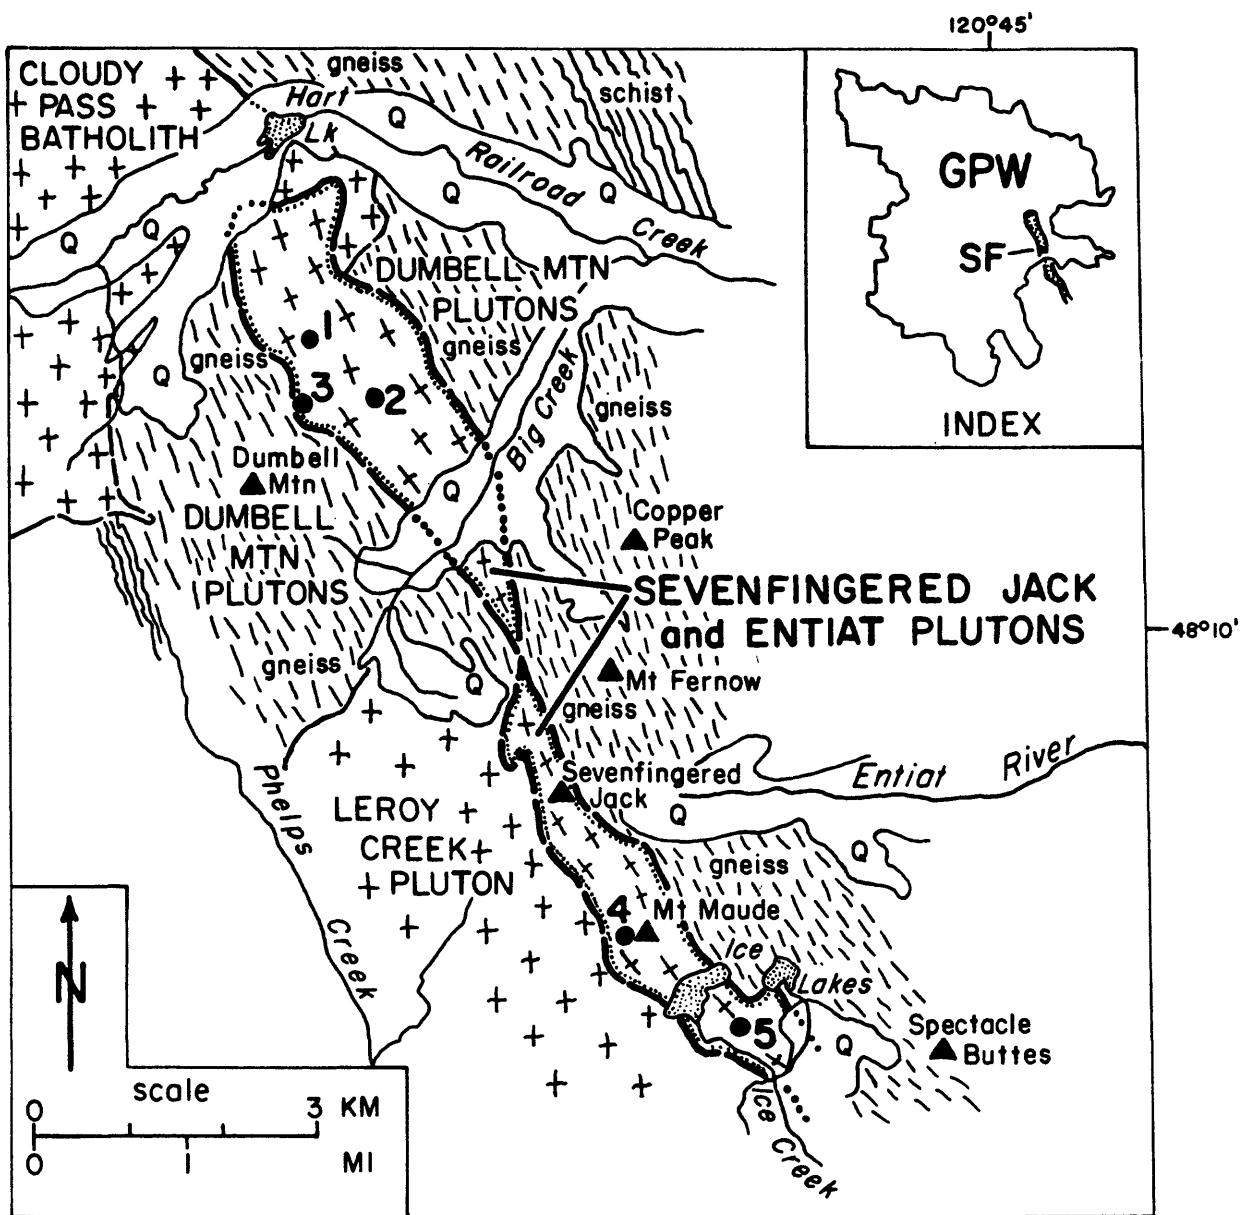 120°45'
CLOUDY
PASS
BATHOLITH
gneiss
schist
Hart
Lk
Q
Railroad
Q
Creek
Q
Q
Q
GPW
SF
INDEX
DUMBELL MTN
PLUTONS
gneiss
gneiss
gneiss
1
2
3
Q
Big Creek
Q
Dumbell
Mtn
DUMBELL
MTN
PLUTONS
Copper
Peak
SEVENFINGERED JACK
and ENTIAT PLUTONS
48°10'
gneiss
Q
Mt Fernow
gneiss
Phelps
Creek
LEROY
CREEK
PLUTON
Sevenfingered
Jack
Entiat River
Q
Q
gneiss
4
Mt Maude
Ice
Lakes
5
Q
Spectacle
Buttes
Ice
Creek
N
scale
0 3 KM
0 1 MI